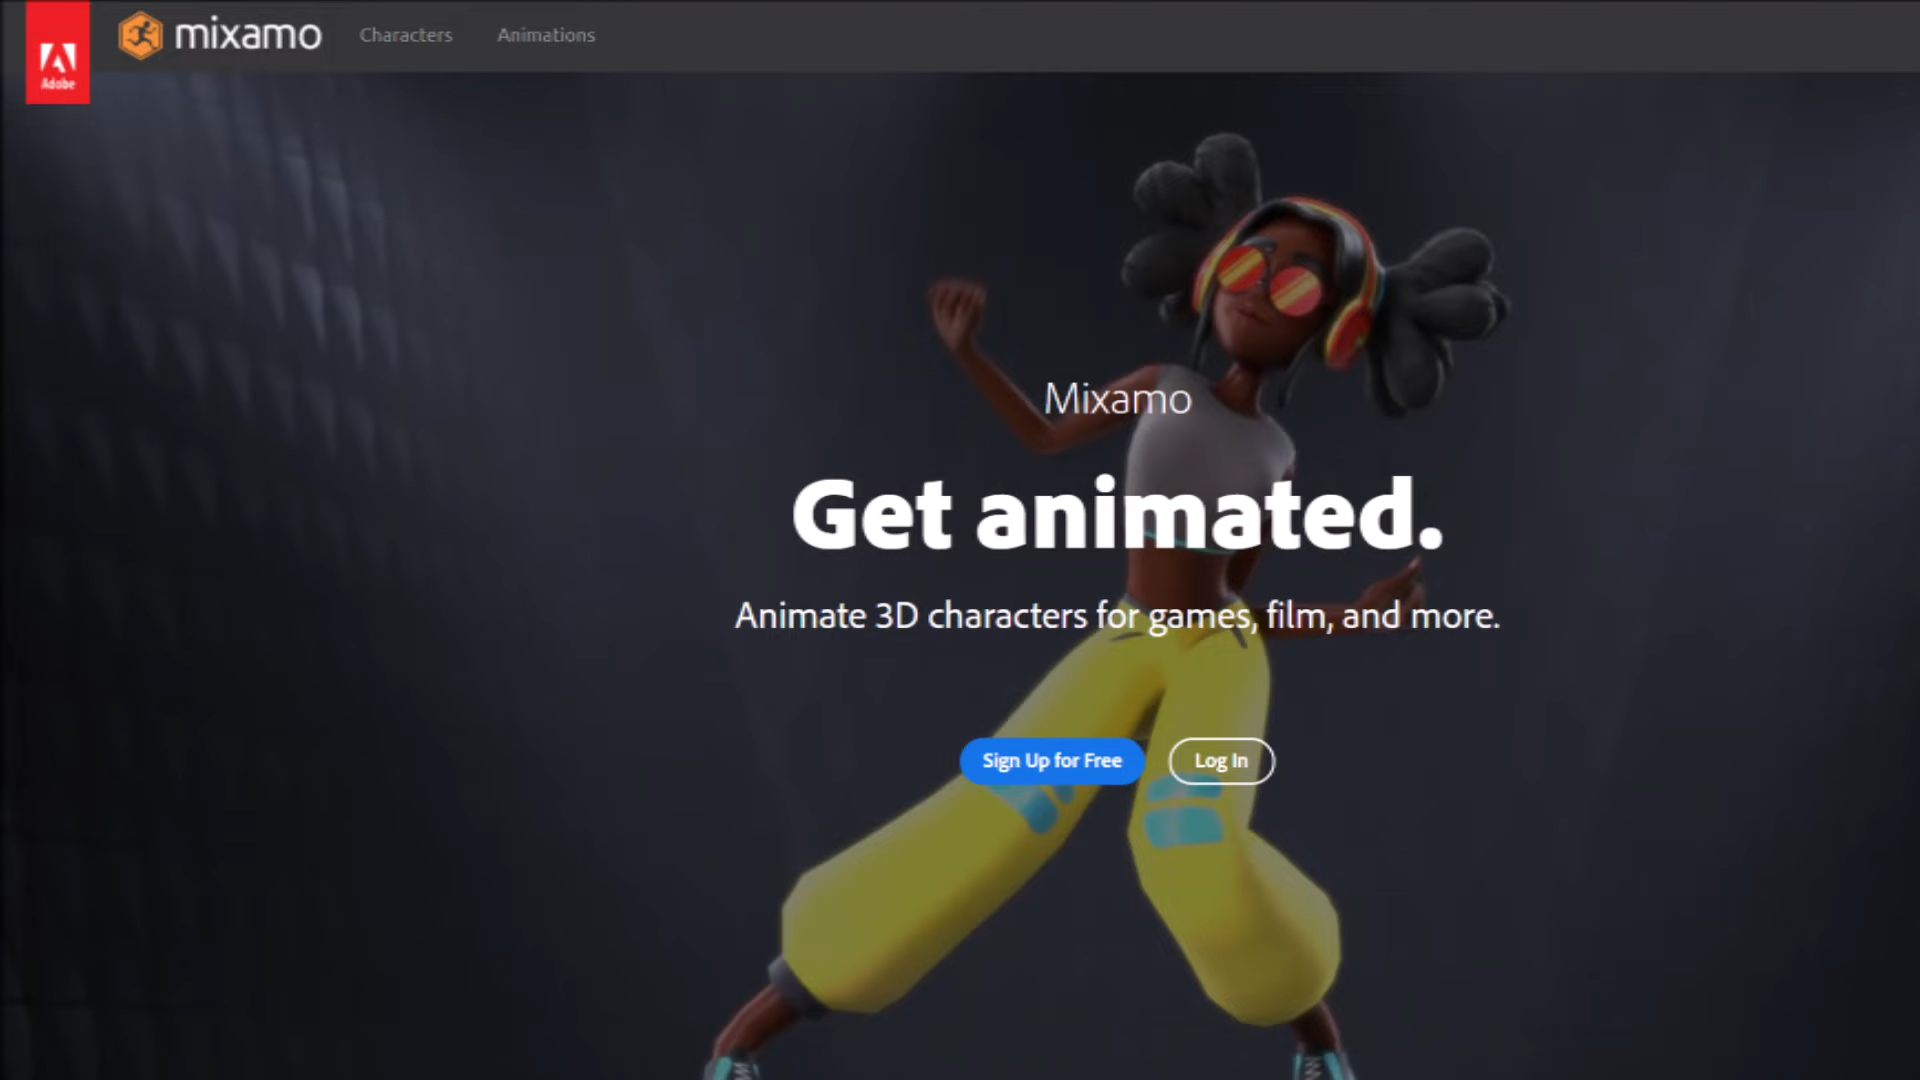 Adobe
mixamo
Characters
Animations
Mixamo
Get animated.
Animate 3D characters for games, film, and more.
Sign Up for Free
Log In